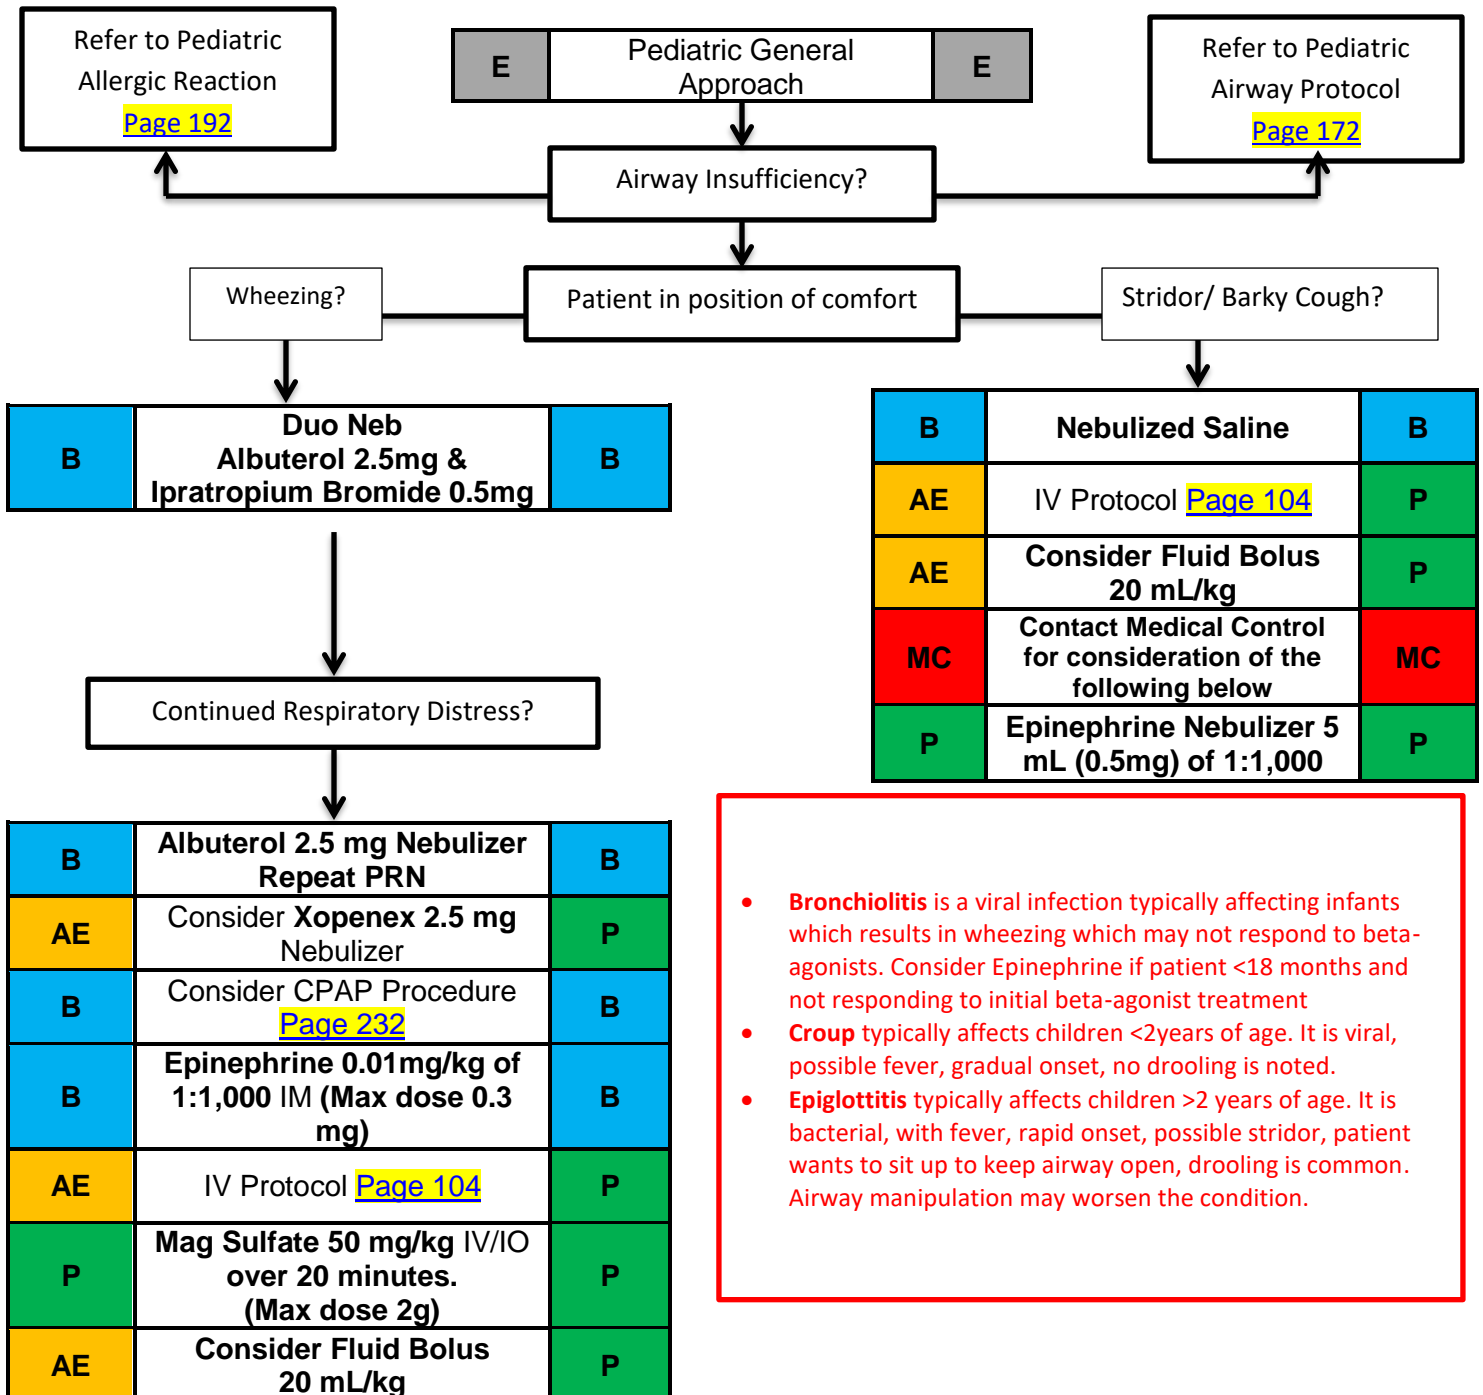 Refer to Pediatric
Allergic Reaction
Page 192
E
Pediatric General
Approach
E
Refer to Pediatric
Airway Protocol
Page 172
Airway Insufficiency?
Wheezing?
Patient in position of comfort
Stridor/ Barky Cough?
B
Duo Neb
Albuterol 2.5mg &
Ipratropium Bromide 0.5mg
B
Continued Respiratory Distress?
B
Albuterol 2.5 mg Nebulizer
Repeat PRN
B
AE
Consider Xopenex 2.5 mg
Nebulizer
P
B
Consider CPAP Procedure
Page 232
B
B
Epinephrine 0.01mg/kg of
1:1,000 IM (Max dose 0.3
mg)
B
AE
IV Protocol Page 104
P
P
Mag Sulfate 50 mg/kg IV/IO
over 20 minutes.
(Max dose 2g)
P
AE
Consider Fluid Bolus
20 mL/kg
P
B
Nebulized Saline
B
AE
IV Protocol Page 104
P
AE
Consider Fluid Bolus
20 mL/kg
P
MC
Contact Medical Control
for consideration of the
following below
MC
P
Epinephrine Nebulizer 5
mL (0.5mg) of 1:1,000
P
• Bronchiolitis is a viral infection typically affecting infants
which results in wheezing which may not respond to beta-
agonists. Consider Epinephrine if patient <18 months and
not responding to initial beta-agonist treatment
• Croup typically affects children <2years of age. It is viral,
possible fever, gradual onset, no drooling is noted.
• Epiglottitis typically affects children >2 years of age. It is
bacterial, with fever, rapid onset, possible stridor, patient
wants to sit up to keep airway open, drooling is common.
Airway manipulation may worsen the condition.